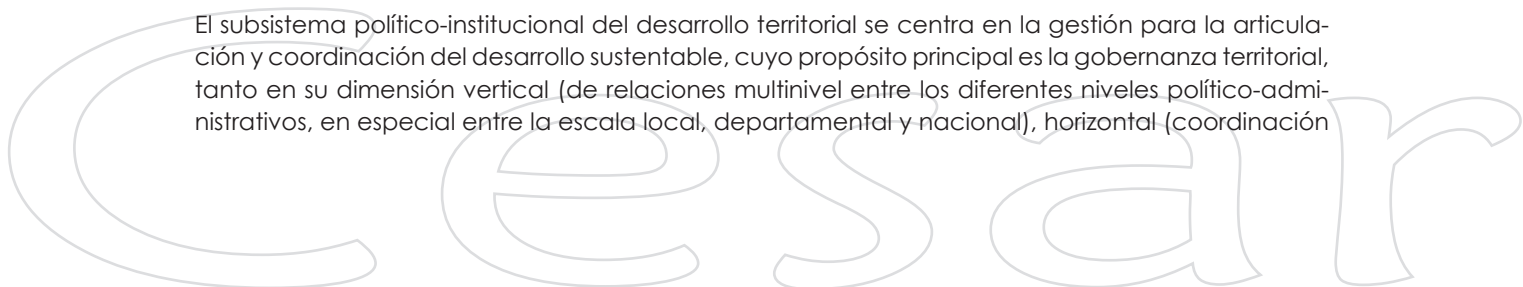 El subsistema político-institucional del desarrollo territorial se centra en la gestión para la articula-
ción y coordinación del desarrollo sustentable, cuyo propósito principal es la gobernanza territorial,
tanto en su dimensión vertical (de relaciones multinivel entre los diferentes niveles político-admi-
nistrativos, en especial entre la escala local, departamental y nacional), horizontal (coordinación
Cesar